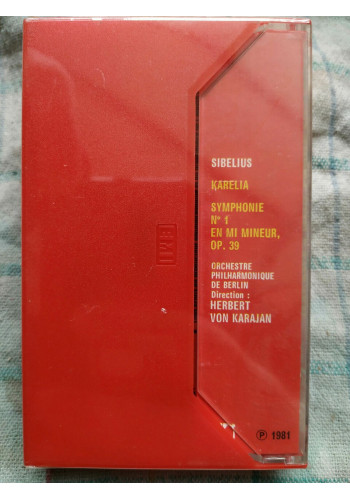 SIBELIUS
KARELIA
SYMPHONIE
N° 1
EN MI MINEUR,
OP. 39
ORCHESTRE
PHILHARMONIQUE
DE BERLIN
Direction :
HERBERT
VON KARAJAN
EMI
℗ 1981